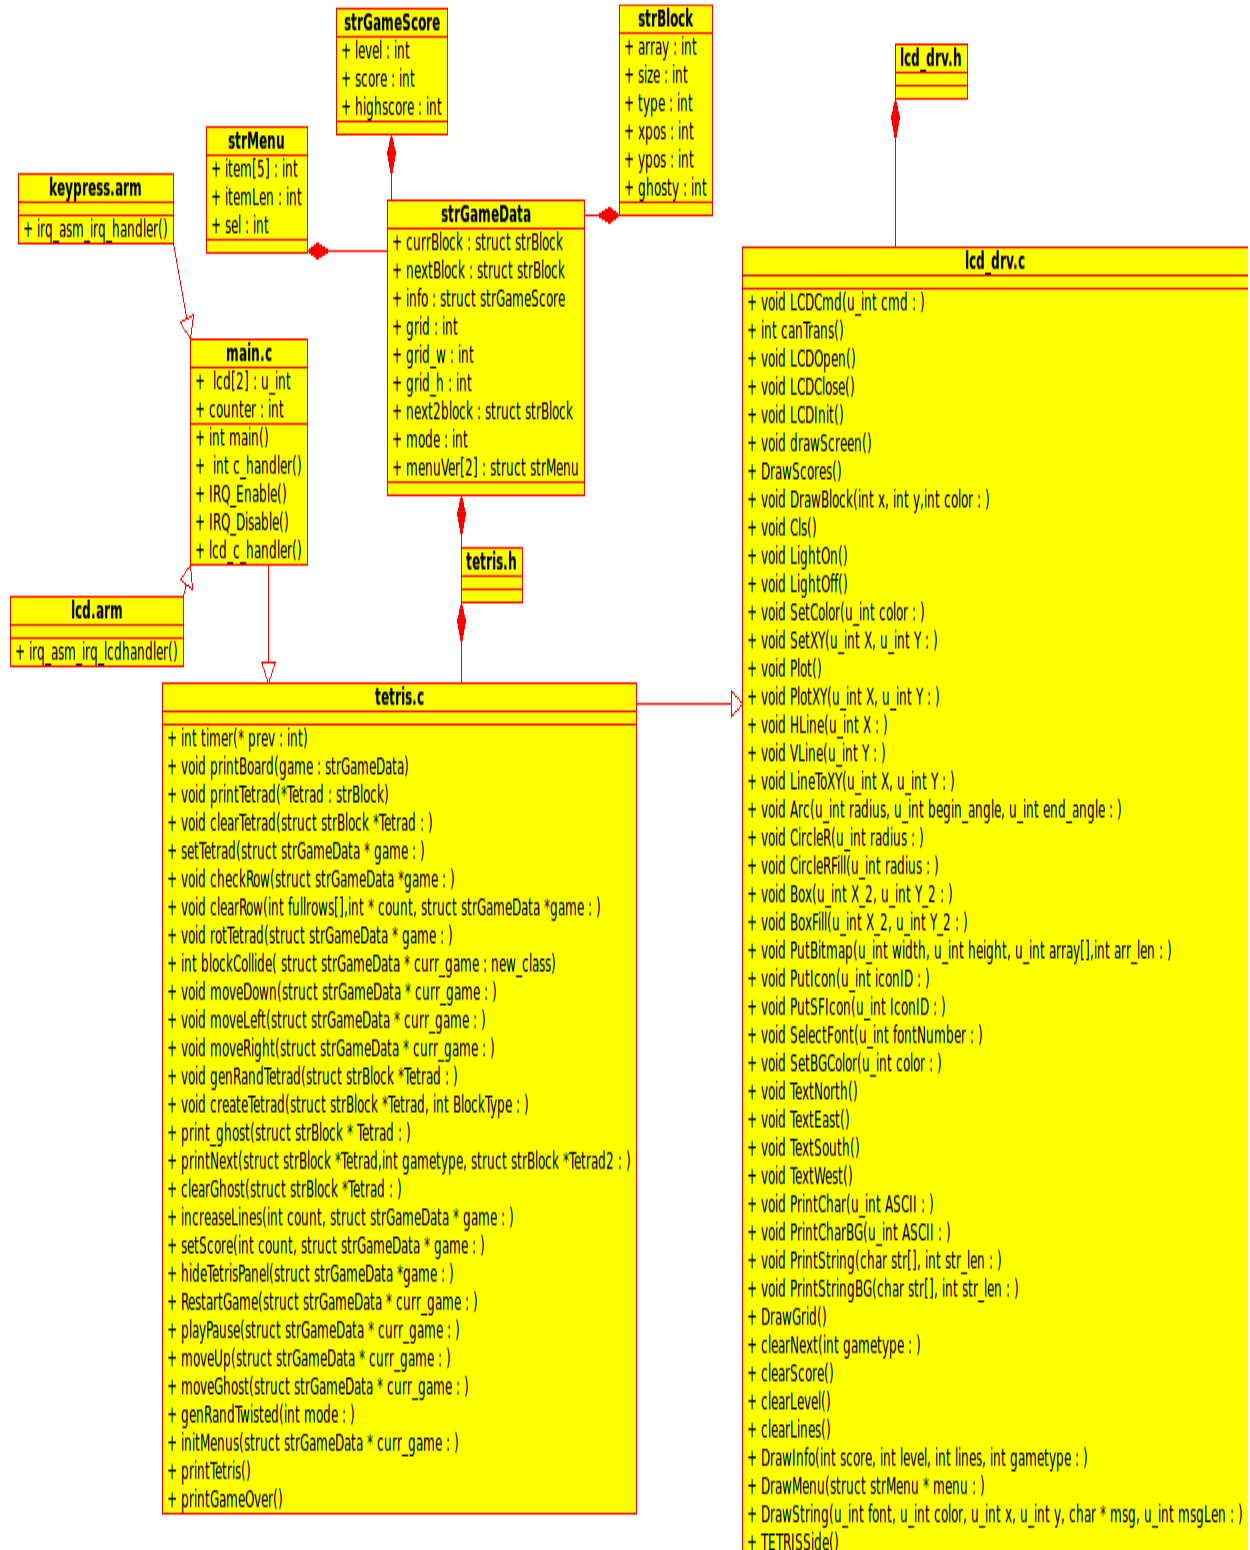 strGameScore
+ level : int
+ score : int
+ highscore : int
strBlock
+ array : int
+ size : int
+ type : int
+ xpos : int
+ ypos : int
+ ghosty : int
lcd_drv.h
strMenu
+ item[5] : int
+ itemLen : int
+ sel : int
keypress.arm
+ irq_asm_irq_handler()
strGameData
+ currBlock : struct strBlock
+ nextBlock : struct strBlock
+ info : struct strGameScore
+ grid : int
+ grid_w : int
+ grid_h : int
+ next2block : struct strBlock
+ mode : int
+ menuVer[2] : struct strMenu
main.c
+ lcd[2] : u_int
+ counter : int
+ int main()
+ int c_handler()
+ IRQ_Enable()
+ IRQ_Disable()
+ lcd_c_handler()
tetris.h
lcd.arm
+ irq_asm_irq_lcdhandler()
tetris.c
+ int timer(* prev : int)
+ void printBoard(game : strGameData)
+ void printTetrad(*Tetrad : strBlock)
+ void clearTetrad(struct strBlock *Tetrad : )
+ setTetrad(struct strGameData * game : )
+ void checkRow(struct strGameData *game : )
+ void clearRow(int fullrows[],int * count, struct strGameData *game : )
+ void rotTetrad(struct strGameData * game : )
+ int blockCollide( struct strGameData * curr_game : new_class)
+ void moveDown(struct strGameData * curr_game : )
+ void moveLeft(struct strGameData * curr_game : )
+ void moveRight(struct strGameData * curr_game : )
+ void genRandTetrad(struct strBlock *Tetrad : )
+ void createTetrad(struct strBlock *Tetrad, int BlockType : )
+ print_ghost(struct strBlock * Tetrad : )
+ printNext(struct strBlock *Tetrad,int gametype, struct strBlock *Tetrad2 : )
+ clearGhost(struct strBlock *Tetrad : )
+ increaseLines(int count, struct strGameData * game : )
+ setScore(int count, struct strGameData * game : )
+ hideTetrisPanel(struct strGameData *game : )
+ RestartGame(struct strGameData * curr_game : )
+ playPause(struct strGameData * curr_game : )
+ moveUp(struct strGameData * curr_game : )
+ moveGhost(struct strGameData * curr_game : )
+ genRandTwisted(int mode : )
+ initMenus(struct strGameData * curr_game : )
+ printTetris()
+ printGameOver()
lcd_drv.c
+ void LCDCmd(u_int cmd : )
+ int canTrans()
+ void LCDOpen()
+ void LCDClose()
+ void LCDInit()
+ void drawScreen()
+ DrawScores()
+ void DrawBlock(int x, int y,int color : )
+ void Cls()
+ void LightOn()
+ void LightOff()
+ void SetColor(u_int color : )
+ void SetXY(u_int X, u_int Y : )
+ void Plot()
+ void PlotXY(u_int X, u_int Y : )
+ void HLine(u_int X : )
+ void VLine(u_int Y : )
+ void LineToXY(u_int X, u_int Y : )
+ void Arc(u_int radius, u_int begin_angle, u_int end_angle : )
+ void CircleR(u_int radius : )
+ void CircleRFill(u_int radius : )
+ void Box(u_int X_2, u_int Y_2 : )
+ void BoxFill(u_int X_2, u_int Y_2 : )
+ void PutBitmap(u_int width, u_int height, u_int array[],int arr_len : )
+ void PutIcon(u_int iconID : )
+ void PutSFIcon(u_int IconID : )
+ void SelectFont(u_int fontNumber : )
+ void SetBGColor(u_int color : )
+ void TextNorth()
+ void TextEast()
+ void TextSouth()
+ void TextWest()
+ void PrintChar(u_int ASCII : )
+ void PrintCharBG(u_int ASCII : )
+ void PrintString(char str[], int str_len : )
+ void PrintStringBG(char str[], int str_len : )
+ DrawGrid()
+ clearNext(int gametype : )
+ clearScore()
+ clearLevel()
+ clearLines()
+ DrawInfo(int score, int level, int lines, int gametype : )
+ DrawMenu(struct strMenu * menu : )
+ DrawString(u_int font, u_int color, u_int x, u_int y, char * msg, u_int msgLen : )
+ TETRISSide()